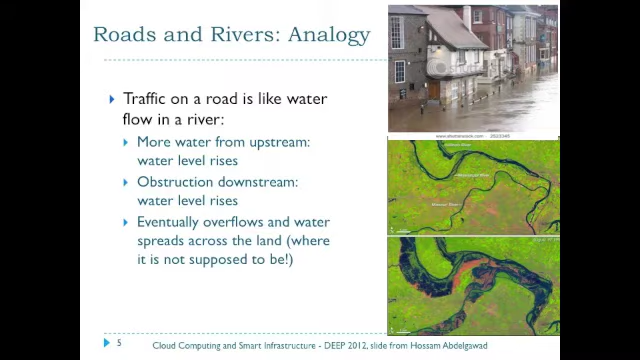 Roads and Rivers: Analogy
Traffic on a road is like water
flow in a river:
More water from upstream:
water level rises
Obstruction downstream:
water level rises
Eventually overflows and water
spreads across the land (where
it is not supposed to be!)
5
Cloud Computing and Smart Infrastructure - DEEP 2012, slide from Hossam Abdelgawad